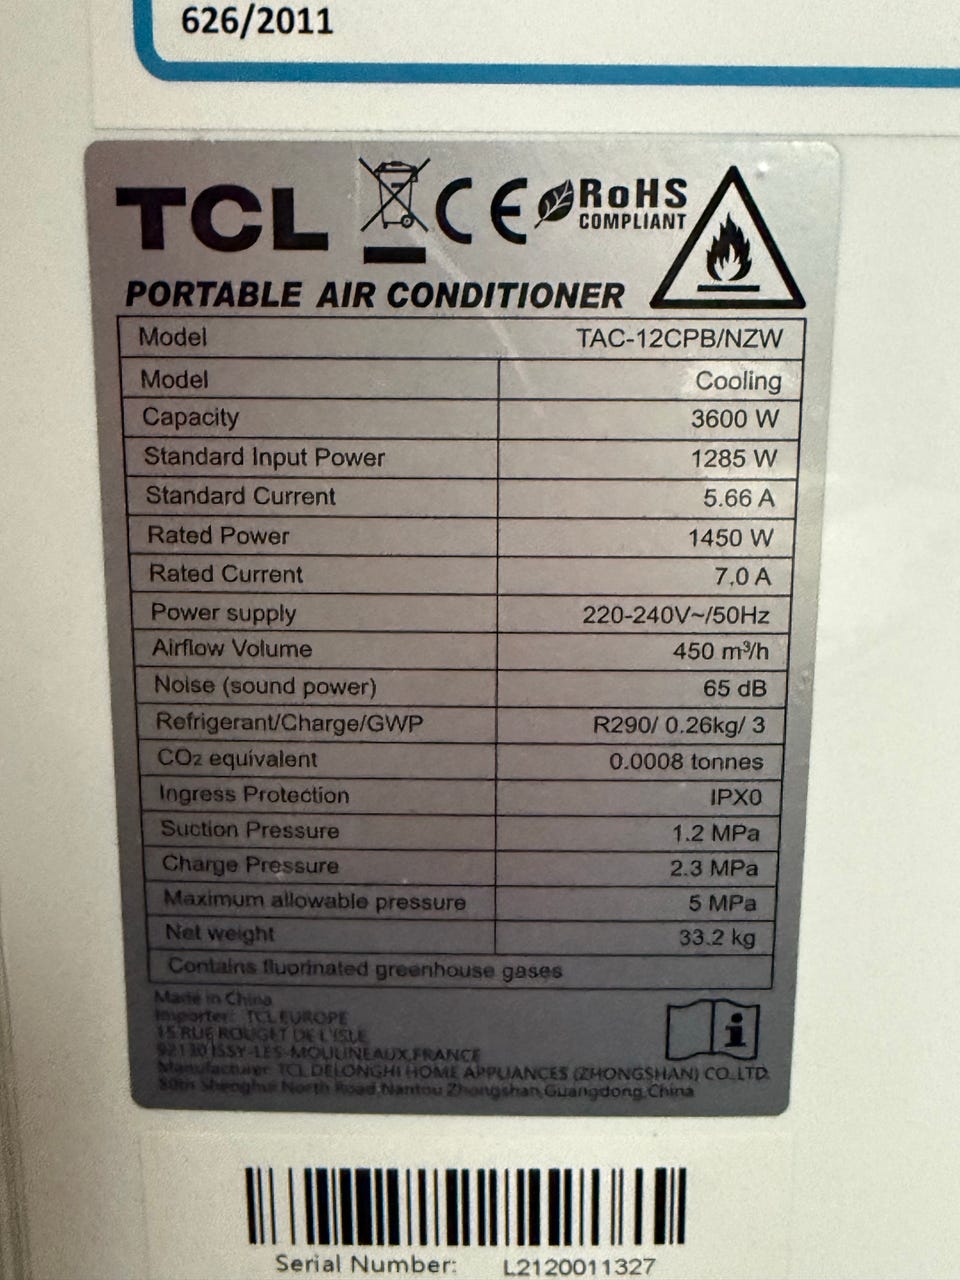 626/2011
TCL CE RoHS
COMPLIANT
PORTABLE AIR CONDITIONER
Model TAC-12CPB/NZW
Model Cooling
Capacity 3600 W
Standard Input Power 1285 W
Standard Current 5.66 A
Rated Power 1450 W
Rated Current 7.0 A
Power supply 220-240V~/50Hz
Airflow Volume 450 m³/h
Noise (sound power) 65 dB
Refrigerant/Charge/GWP R290/ 0.26kg/ 3
CO₂ equivalent 0.0008 tonnes
Ingress Protection IPX0
Suction Pressure 1.2 MPa
Charge Pressure 2.3 MPa
Maximum allowable pressure 5 MPa
Net weight 33.2 kg
Contains fluorinated greenhouse gases
Made in China
Importer: TCL EUROPE
15 RUE ROUGET DE L'ISLE
92130 ISSY-LES-MOULINEAUX,FRANCE
Manufacturer: TCL DELONGHI HOME APPLIANCES (ZHONGSHAN) CO.,LTD.
North Road,Nantou Zhongshan,Guangdong,China
Serial Number: L2120011327